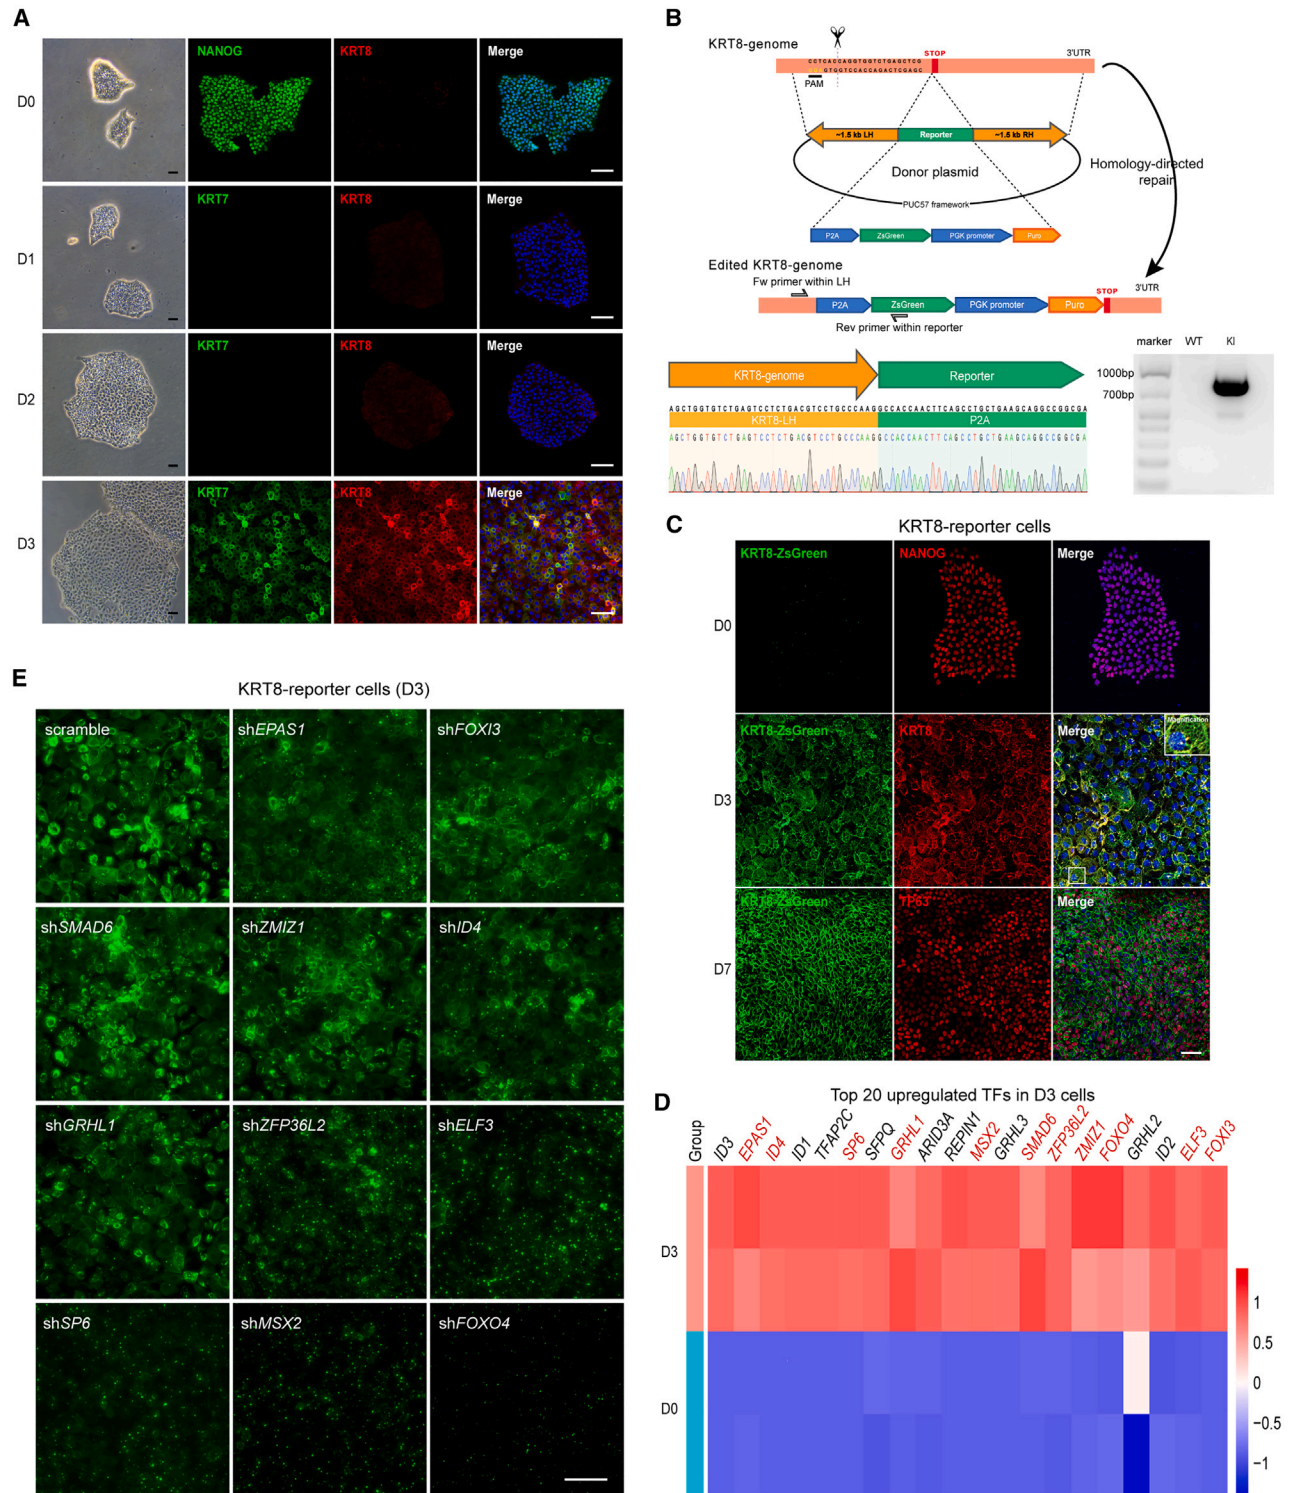 A
D0
NANOG
KRT8
Merge
D1
KRT7
KRT8
Merge
D2
KRT7
KRT8
Merge
D3
KRT7
KRT8
Merge
B
KRT8-genome
STOP
3'UTR
CCTCACCAGGTGGTCTGAGCTCG
GTGGTCCACCAGACTCGAGC
PAM
~1.5 kb LH
Reporter
~1.5 kb RH
Donor plasmid
Homology-directed
repair
PUC57 framework
P2A
ZsGreen
PGK promoter
Puro
Edited KRT8-genome
Fw primer within LH
STOP
3'UTR
P2A
ZsGreen
PGK promoter
Puro
Rev primer within reporter
KRT8-genome
Reporter
AGCTGGTGTCTGAGTCCTCTGACGTCCTGCCCAAGGCCACCAACTTCAGCCTGCTGAAGCAGGCCGGCGA
KRT8-LH
P2A
AGCTGGTGTCTGAGTCCTCTGACGTCCTGCCCAAGGCCACCAACTTCAGCCTGCTGAAGCAGGCCGGCGA
marker
WT
KI
1000bp
700bp
C
KRT8-reporter cells
D0
KRT8-ZsGreen
NANOG
Merge
D3
KRT8-ZsGreen
KRT8
Merge
Magnification
D7
KRT8-ZsGreen
TP63
Merge
D
Top 20 upregulated TFs in D3 cells
Group
ID3
EPAS1
ID4
ID1
TFAP2C
SP6
SFPQ
GRHL1
ARID3A
REPIN1
MSX2
GRHL3
SMAD6
ZFP36L2
ZMIZ1
FOXO4
GRHL2
ID2
ELF3
FOXI3
D3
D0
1
0.5
0
−0.5
−1
E
KRT8-reporter cells (D3)
scramble
shEPAS1
shFOXI3
shSMAD6
shZMIZ1
shID4
shGRHL1
shZFP36L2
shELF3
shSP6
shMSX2
shFOXO4